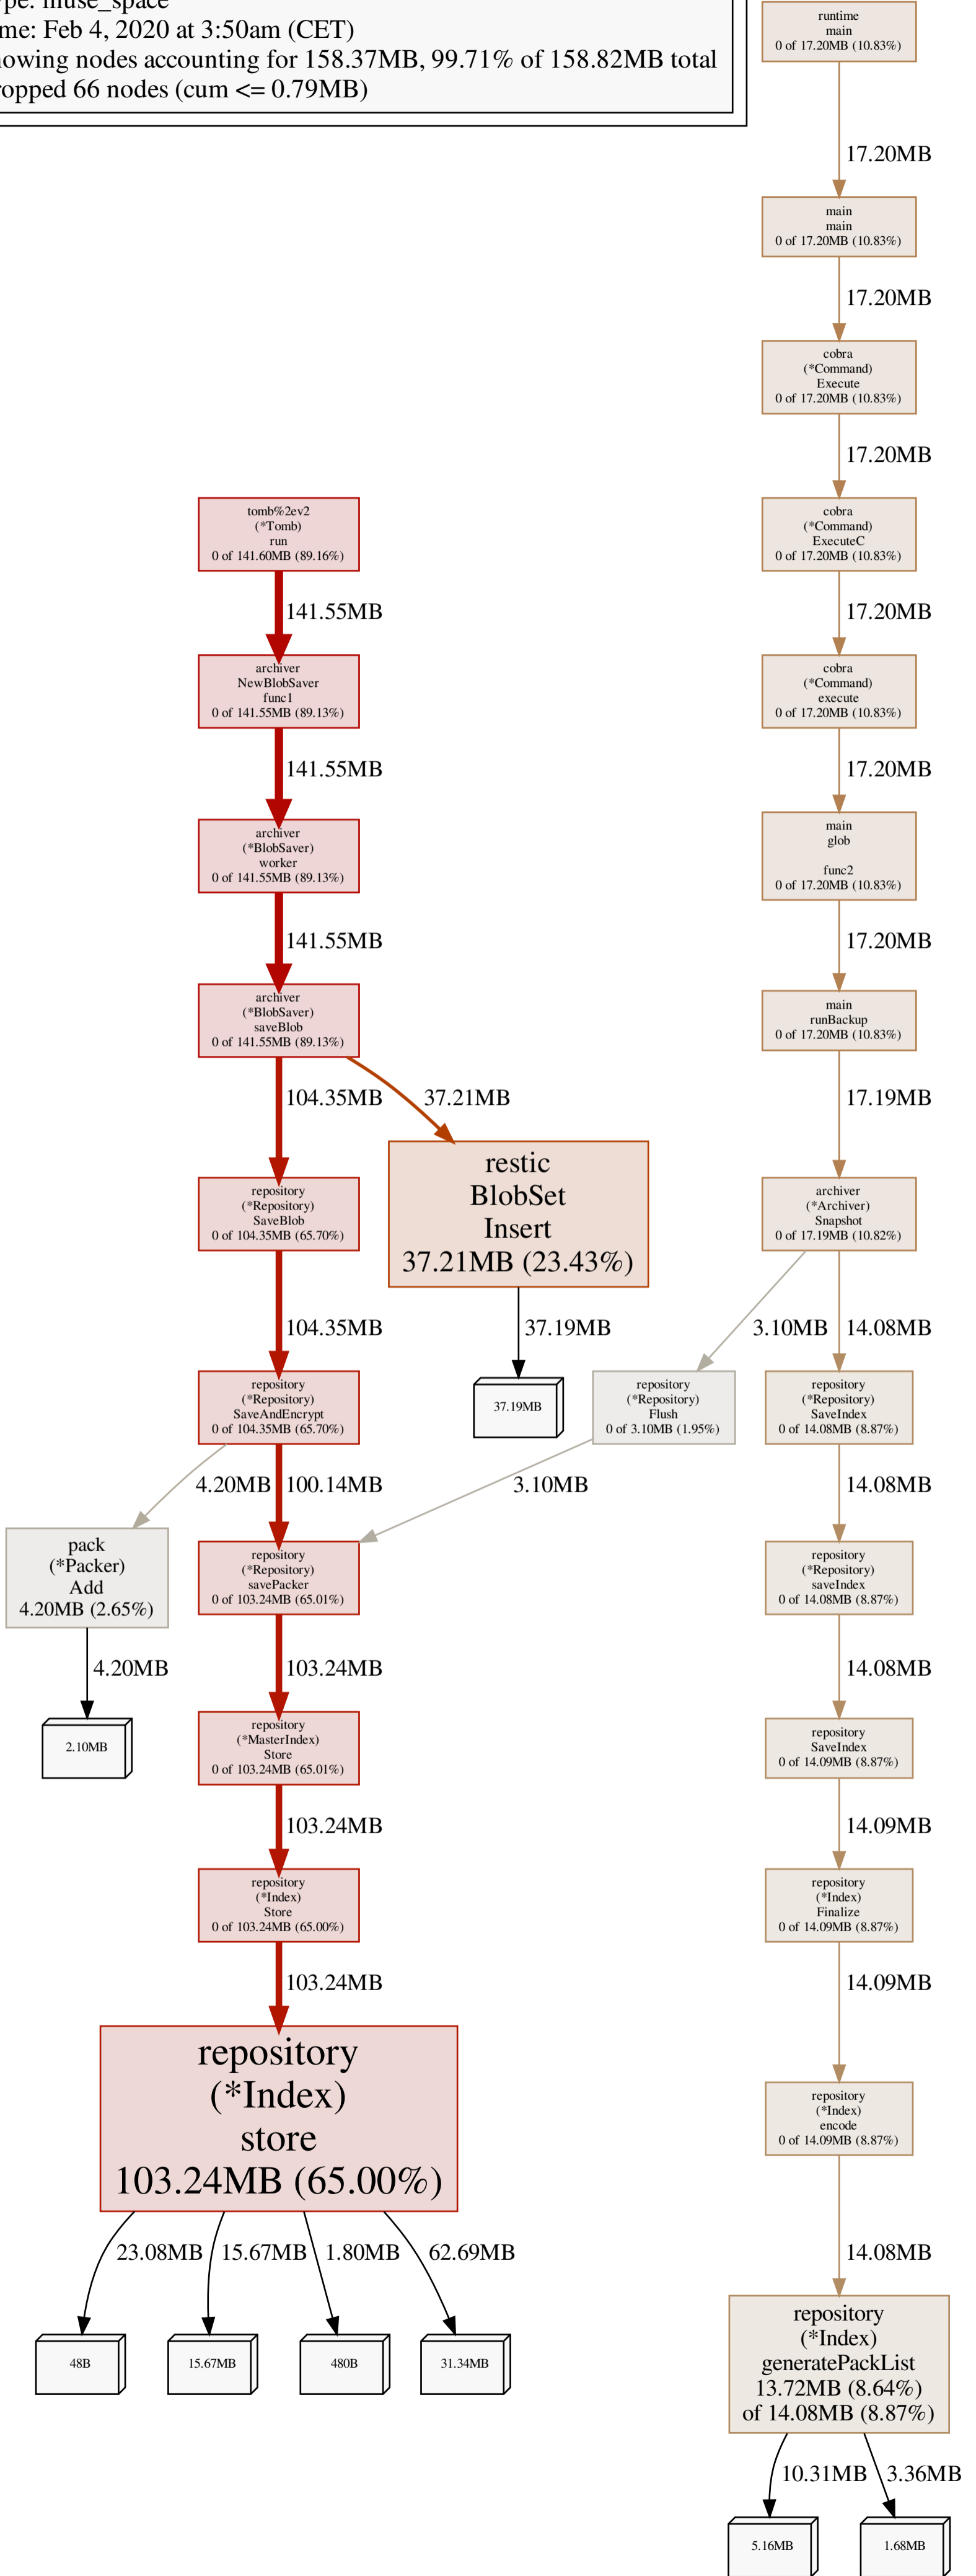 ype: inuse_space
me: Feb 4, 2020 at 3:50am (CET)
howing nodes accounting for 158.37MB, 99.71% of 158.82MB total
ropped 66 nodes (cum <= 0.79MB)
runtime
main
0 of 17.20MB (10.83%)
17.20MB
main
main
0 of 17.20MB (10.83%)
17.20MB
cobra
(*Command)
Execute
0 of 17.20MB (10.83%)
17.20MB
cobra
(*Command)
ExecuteC
0 of 17.20MB (10.83%)
17.20MB
cobra
(*Command)
execute
0 of 17.20MB (10.83%)
17.20MB
main
glob
func2
0 of 17.20MB (10.83%)
17.20MB
main
runBackup
0 of 17.20MB (10.83%)
17.19MB
archiver
(*Archiver)
Snapshot
0 of 17.19MB (10.82%)
3.10MB
14.08MB
tomb%2ev2
(*Tomb)
run
0 of 141.60MB (89.16%)
141.55MB
archiver
NewBlobSaver
func1
0 of 141.55MB (89.13%)
141.55MB
archiver
(*BlobSaver)
worker
0 of 141.55MB (89.13%)
141.55MB
archiver
(*BlobSaver)
saveBlob
0 of 141.55MB (89.13%)
104.35MB
37.21MB
repository
(*Repository)
SaveBlob
0 of 104.35MB (65.70%)
104.35MB
restic
BlobSet
Insert
37.21MB (23.43%)
37.19MB
37.19MB
repository
(*Repository)
Flush
0 of 3.10MB (1.95%)
3.10MB
repository
(*Repository)
SaveIndex
0 of 14.08MB (8.87%)
14.08MB
repository
(*Repository)
SaveAndEncrypt
0 of 104.35MB (65.70%)
4.20MB
100.14MB
pack
(*Packer)
Add
4.20MB (2.65%)
4.20MB
2.10MB
repository
(*Repository)
savePacker
0 of 103.24MB (65.01%)
103.24MB
repository
(*MasterIndex)
Store
0 of 103.24MB (65.01%)
103.24MB
repository
(*Index)
Store
0 of 103.24MB (65.00%)
103.24MB
repository
(*Index)
store
103.24MB (65.00%)
23.08MB
15.67MB
1.80MB
62.69MB
48B
15.67MB
480B
31.34MB
repository
(*Repository)
saveIndex
0 of 14.08MB (8.87%)
14.08MB
repository
SaveIndex
0 of 14.09MB (8.87%)
14.09MB
repository
(*Index)
Finalize
0 of 14.09MB (8.87%)
14.09MB
repository
(*Index)
encode
0 of 14.09MB (8.87%)
14.08MB
repository
(*Index)
generatePackList
13.72MB (8.64%)
of 14.08MB (8.87%)
10.31MB
3.36MB
5.16MB
1.68MB